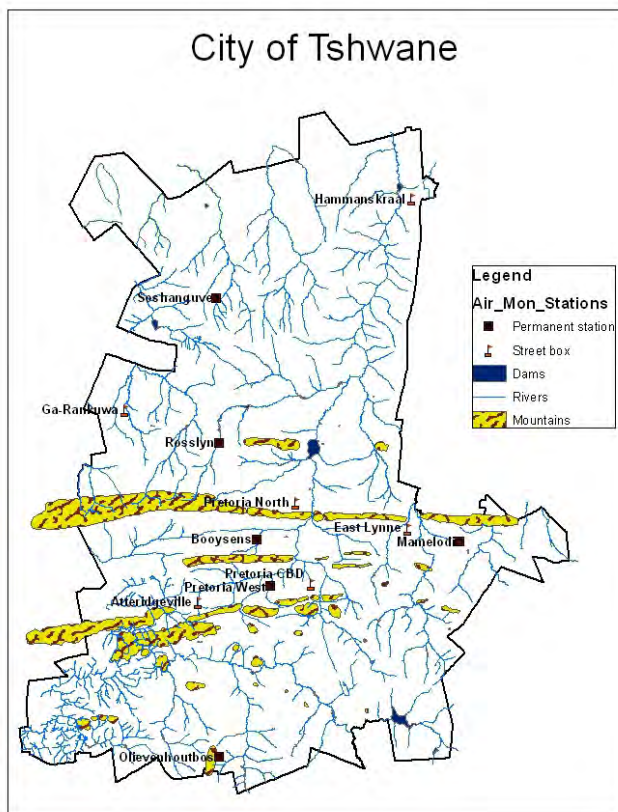 City of Tshwane
Hammanskraal
Soshanguve
Ga-Rankuwa
Rosslyn
Pretoria North
East Lynne
Booysens
Mamelodi
Pretoria CBD
Pretoria West
Atteridgeville
Olievenhoutbos
Legend
Air_Mon_Stations
Permanent station
Street box
Dams
Rivers
Mountains